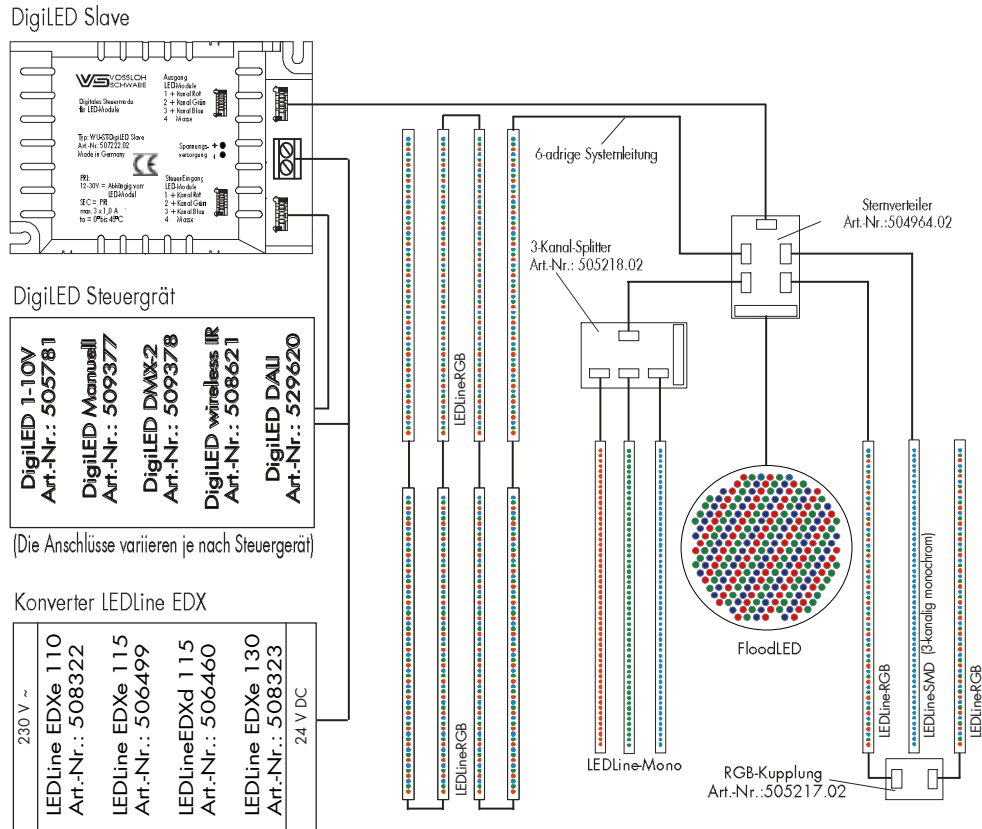 DigiLED Slave
VS VOSSLOH
SCHWABE
Digitales Steuermodul
für LED-Module
Typ: WU-ST-DigiLED Slave
Art.-Nr: 507222.02
Made in Germany
CE
PRI:
12-30V = Abhängig vom
LED-Modul
SEC = PRI
max. 3 x 1,0 A
ta = 0° bis 45°C
Ausgang
LED-Module
1 + Kanal Rot
2 + Kanal Grün
3 + Kanal Blau
4 Masse
Spannungs- +
versorgung -
Steuer-Eingang
LED-Module
1 + Kanal Rot
2 + Kanal Grün
3 + Kanal Blau
4 Masse
DigiLED Steuergrät
DigiLED 1-10V
Art.-Nr.: 505781
DigiLED Manuell
Art.-Nr.: 509377
DigiLED DMX-2
Art.-Nr.: 509378
DigiLED wireless IR
Art.-Nr.: 508621
DigiLED DALI
Art.-Nr.: 529620
(Die Anschlüsse variieren je nach Steuergerät)
Konverter LEDLine EDX
230 V ~
LEDLine EDXe 110
Art.-Nr.: 508322
LEDLine EDXe 115
Art.-Nr.: 506499
LEDLineEDXd 115
Art.-Nr.: 506460
LEDLine EDXe 130
Art.-Nr.: 508323
24 V DC
LEDLine-RGB
LEDLine-RGB
6-adrige Systemleitung
3-Kanal-Splitter
Art.-Nr.: 505218.02
Sternverteiler
Art.-Nr.:504964.02
LEDLine-Mono
FloodLED
LEDLine-RGB
LEDLine-SMD (3-kanalig monochrom)
LEDLine-RGB
RGB-Kupplung
Art.-Nr.:505217.02